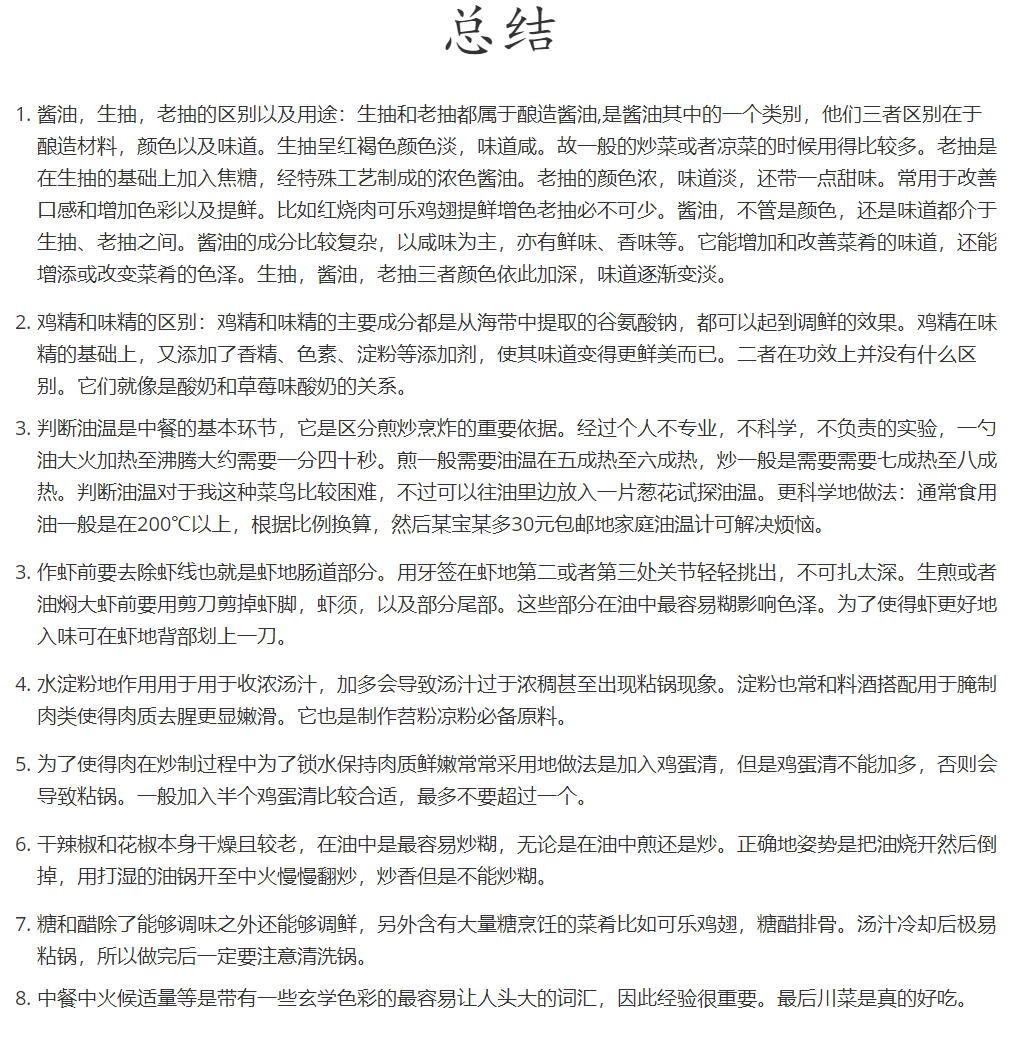 总结
1. 酱油，生抽，老抽的区别以及用途：生抽和老抽都属于酿造酱油,是酱油其中的一个类别，他们三者区别在于
酿造材料，颜色以及味道。生抽呈红褐色颜色淡，味道咸。故一般的炒菜或者凉菜的时候用得比较多。老抽是
在生抽的基础上加入焦糖，经特殊工艺制成的浓色酱油。老抽的颜色浓，味道淡，还带一点甜味。常用于改善
口感和增加色彩以及提鲜。比如红烧肉可乐鸡翅提鲜增色老抽必不可少。酱油，不管是颜色，还是味道都介于
生抽、老抽之间。酱油的成分比较复杂，以咸味为主，亦有鲜味、香味等。它能增加和改善菜肴的味道，还能
增添或改变菜肴的色泽。生抽，酱油，老抽三者颜色依此加深，味道逐渐变淡。
2. 鸡精和味精的区别：鸡精和味精的主要成分都是从海带中提取的谷氨酸钠，都可以起到调鲜的效果。鸡精在味
精的基础上，又添加了香精、色素、淀粉等添加剂，使其味道变得更鲜美而已。二者在功效上并没有什么区
别。它们就像是酸奶和草莓味酸奶的关系。
3. 判断油温是中餐的基本环节，它是区分煎炒烹炸的重要依据。经过个人不专业，不科学，不负责的实验，一勺
油大火加热至沸腾大约需要一分四十秒。煎一般需要油温在五成热至六成热，炒一般是需要需要七成热至八成
热。判断油温对于我这种菜鸟比较困难，不过可以往油里边放入一片葱花试探油温。更科学地做法：通常食用
油一般是在200℃以上，根据比例换算，然后某宝某多30元包邮地家庭油温计可解决烦恼。
3. 作虾前要去除虾线也就是虾地肠道部分。用牙签在虾地第二或者第三处关节轻轻挑出，不可扎太深。生煎或者
油焖大虾前要用剪刀剪掉虾脚，虾须，以及部分尾部。这些部分在油中最容易糊影响色泽。为了使得虾更好地
入味可在虾地背部划上一刀。
4. 水淀粉地作用用于用于收浓汤汁，加多会导致汤汁过于浓稠甚至出现粘锅现象。淀粉也常和料酒搭配用于腌制
肉类使得肉质去腥更显嫩滑。它也是制作苕粉凉粉必备原料。
5. 为了使得肉在炒制过程中为了锁水保持肉质鲜嫩常常采用地做法是加入鸡蛋清，但是鸡蛋清不能加多，否则会
导致粘锅。一般加入半个鸡蛋清比较合适，最多不要超过一个。
6. 干辣椒和花椒本身干燥且较老，在油中是最容易炒糊，无论是在油中煎还是炒。正确地姿势是把油烧开然后倒
掉，用打湿的油锅开至中火慢慢翻炒，炒香但是不能炒糊。
7. 糖和醋除了能够调味之外还能够调鲜，另外含有大量糖烹饪的菜肴比如可乐鸡翅，糖醋排骨。汤汁冷却后极易
粘锅，所以做完后一定要注意清洗锅。
8. 中餐中火候适量等是带有一些玄学色彩的最容易让人头大的词汇，因此经验很重要。最后川菜是真的好吃。